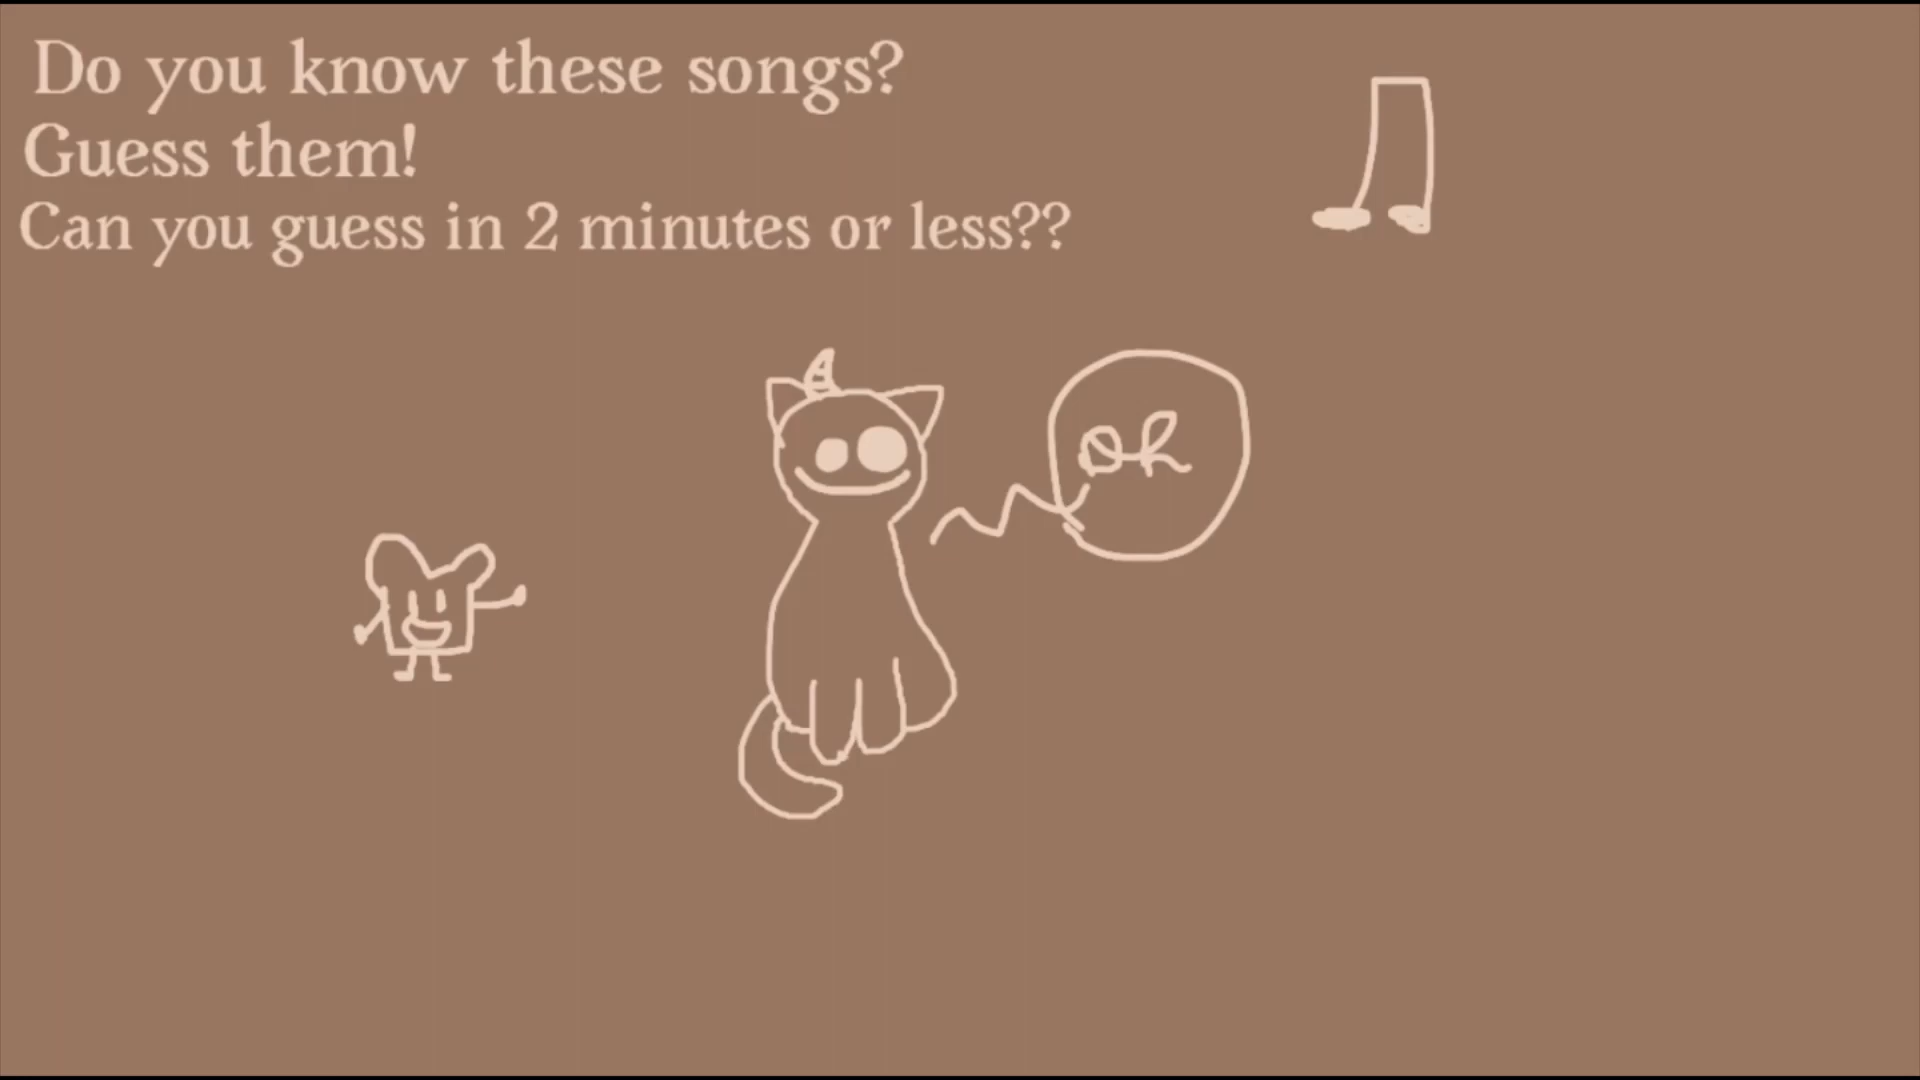 Do you know these songs?
Guess them!
Can you guess in 2 minutes or less??
Oh